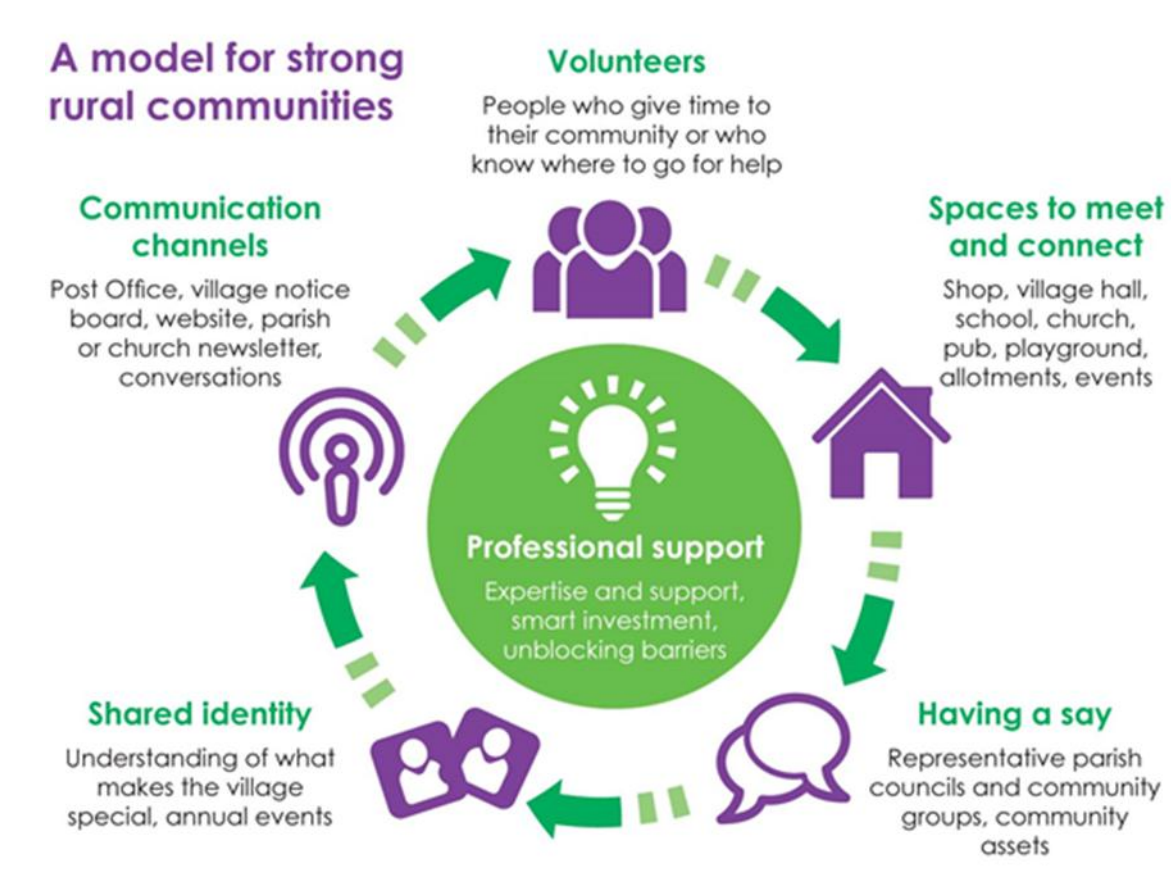 A model for strong
rural communities
Volunteers
People who give time to
their community or who
know where to go for help
Communication
channels
Post Office, village notice
board, website, parish
or church newsletter,
conversations
Spaces to meet
and connect
Shop, village hall,
school, church,
pub, playground,
allotments, events
Professional support
Expertise and support,
smart investment,
unblocking barriers
Shared identity
Understanding of what
makes the village
special, annual events
Having a say
Representative parish
councils and community
groups, community
assets